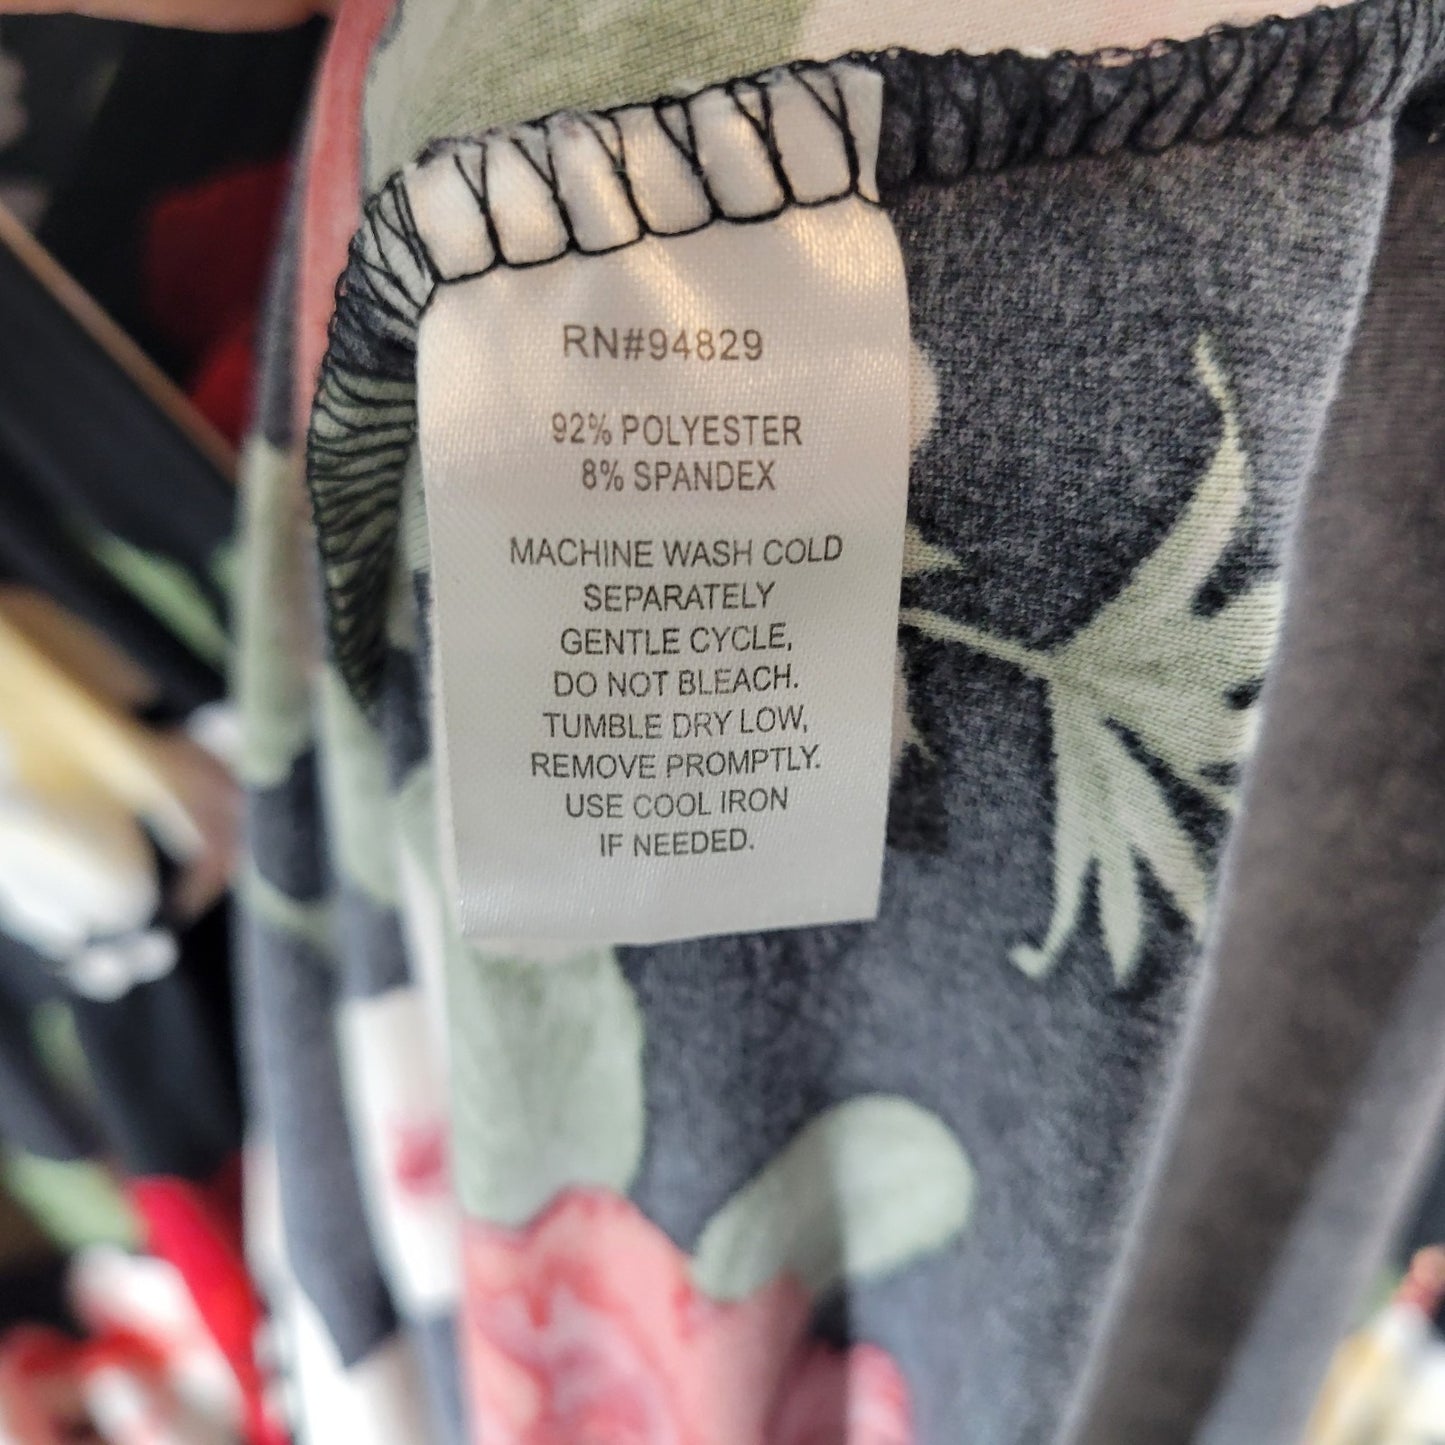 RN#94829
92% POLYESTER
8% SPANDEX
MACHINE WASH COLD
SEPARATELY
GENTLE CYCLE,
DO NOT BLEACH.
TUMBLE DRY LOW,
REMOVE PROMPTLY.
USE COOL IRON
IF NEEDED.